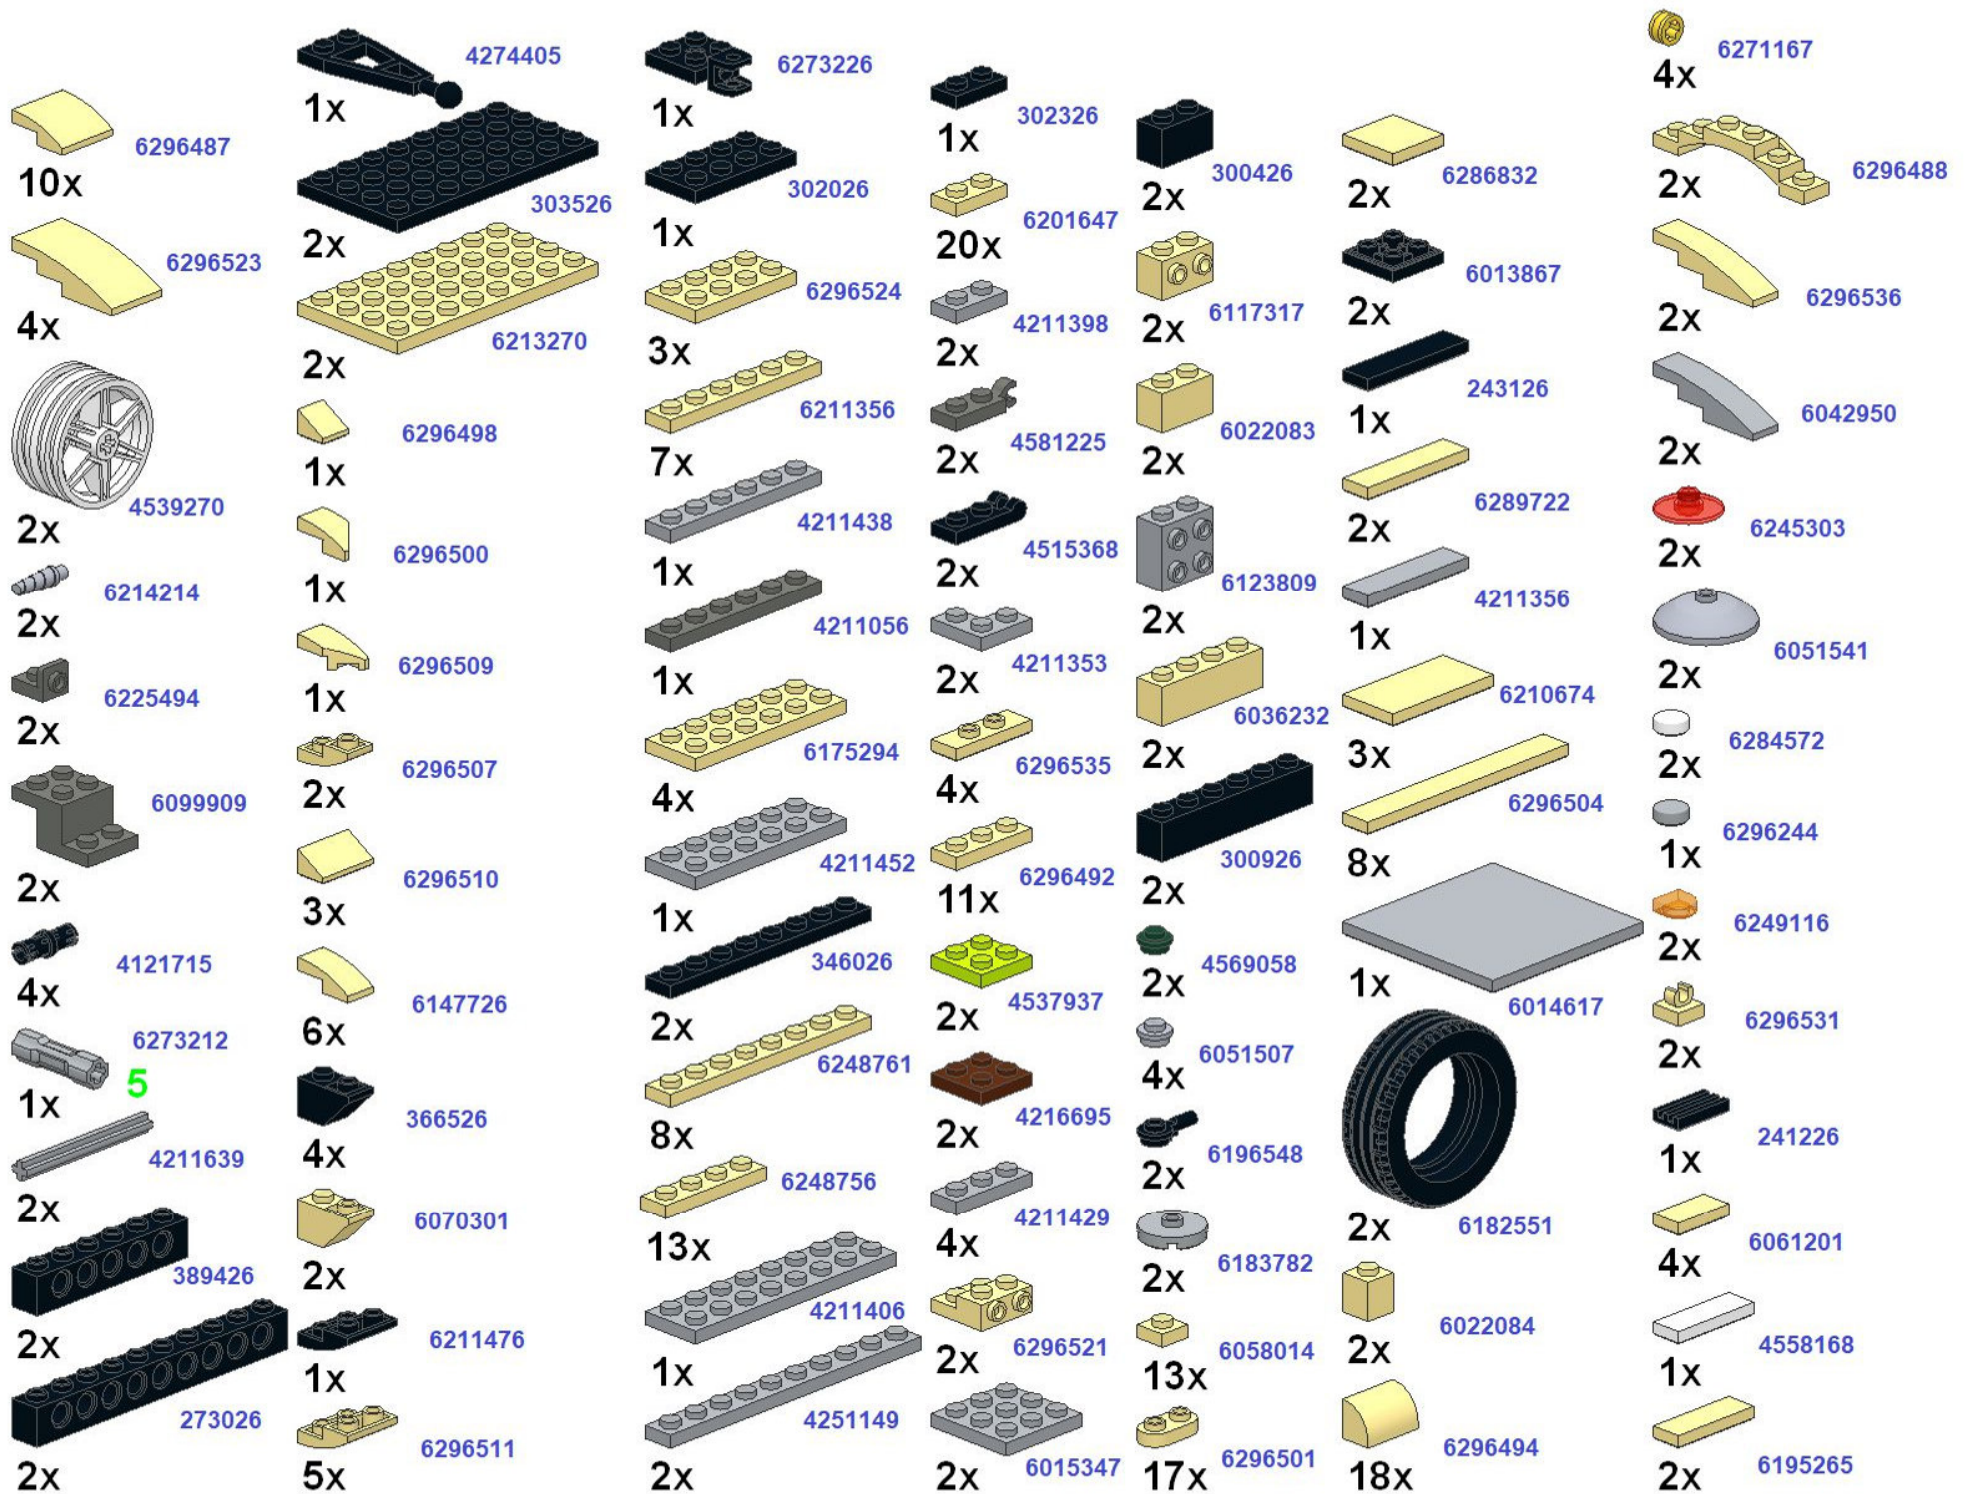 6296487
10x
6296523
4x
4539270
2x
6214214
2x
6225494
2x
6099909
2x
4121715
4x
6273212
1x
5
4211639
2x
389426
2x
273026
2x
4274405
1x
303526
2x
6213270
2x
6296498
1x
6296500
1x
6296509
1x
6296507
2x
6296510
3x
6147726
6x
366526
4x
6070301
2x
6211476
1x
6296511
5x
6273226
1x
302026
1x
6296524
3x
6211356
7x
4211438
1x
4211056
1x
6175294
4x
4211452
1x
346026
2x
6248761
8x
6248756
13x
4211406
1x
4251149
2x
302326
1x
6201647
20x
4211398
2x
4581225
2x
4515368
2x
4211353
2x
6296535
4x
6296492
11x
4537937
2x
4216695
2x
4211429
4x
6296521
2x
6015347
2x
300426
2x
6117317
2x
6022083
2x
6123809
2x
6036232
2x
300926
2x
4569058
2x
6051507
4x
6196548
2x
6183782
2x
6058014
13x
6296501
17x
6286832
2x
6013867
2x
243126
1x
6289722
2x
4211356
1x
6210674
3x
6296504
8x
6014617
1x
6182551
2x
6022084
2x
6296494
18x
6271167
4x
6296488
2x
6296536
2x
6042950
2x
6245303
2x
6051541
2x
6284572
2x
6296244
1x
6249116
2x
6296531
2x
241226
1x
6061201
4x
4558168
1x
6195265
2x